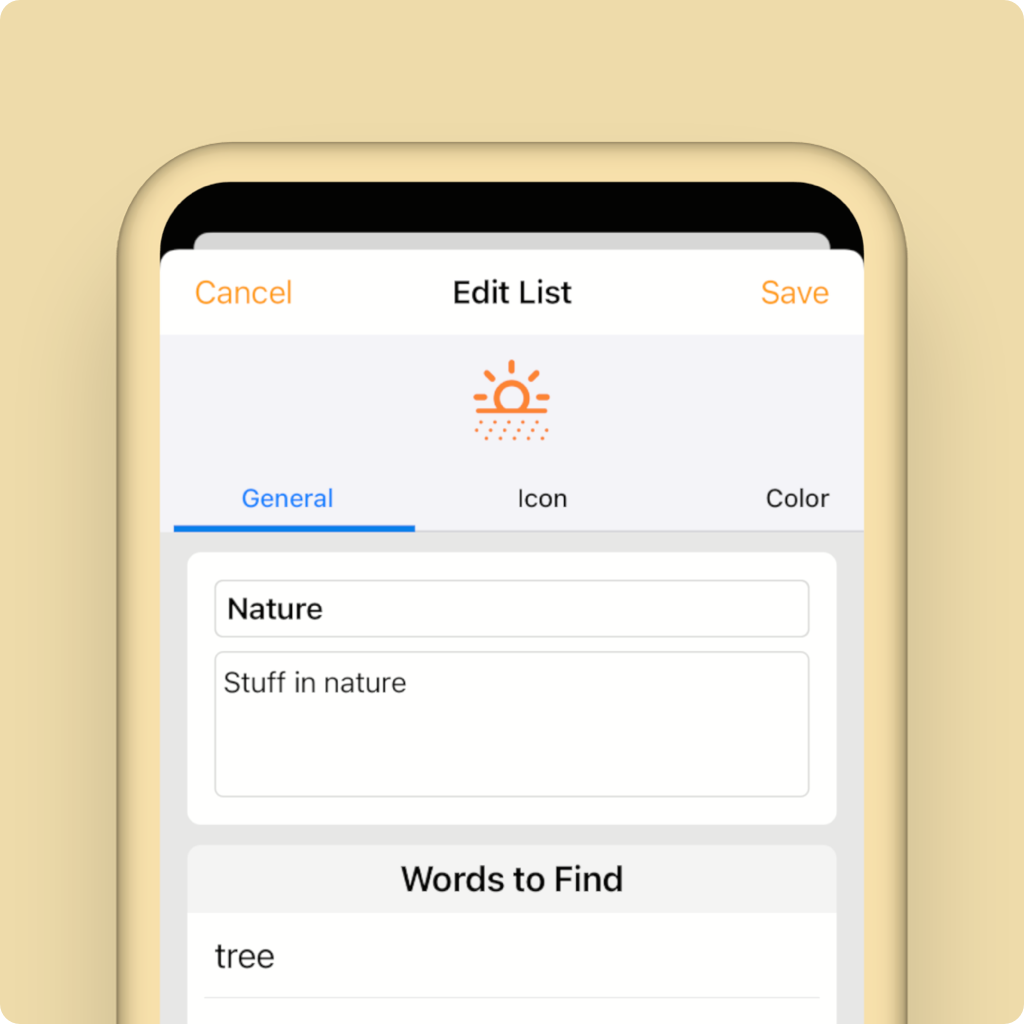 Cancel Edit List Save
General Icon Color
Nature
Stuff in nature
Words to Find
tree